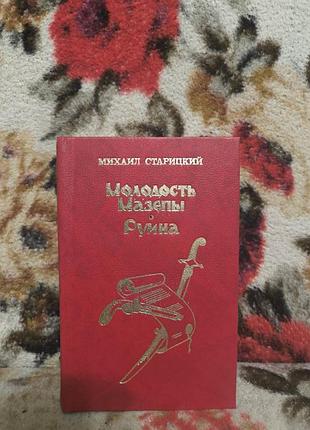 МИХАИЛ СТАРИЦКИЙ
Молодость
Мазепы
•
Руина